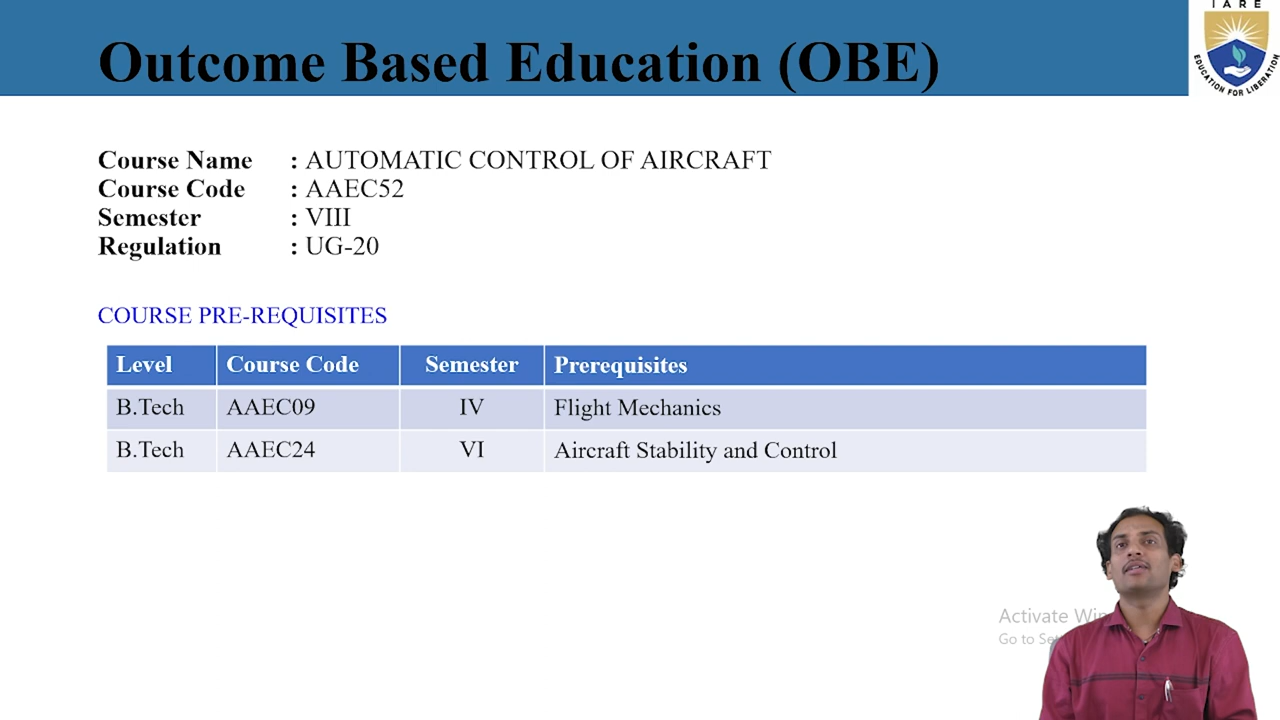 IARE
EDUCATION FOR LIBERATION
Outcome Based Education (OBE)
Course Name : AUTOMATIC CONTROL OF AIRCRAFT
Course Code : AAEC52
Semester : VIII
Regulation : UG-20
COURSE PRE-REQUISITES
Level Course Code Semester Prerequisites
B.Tech AAEC09 IV Flight Mechanics
B.Tech AAEC24 VI Aircraft Stability and Control
Activate
Go to